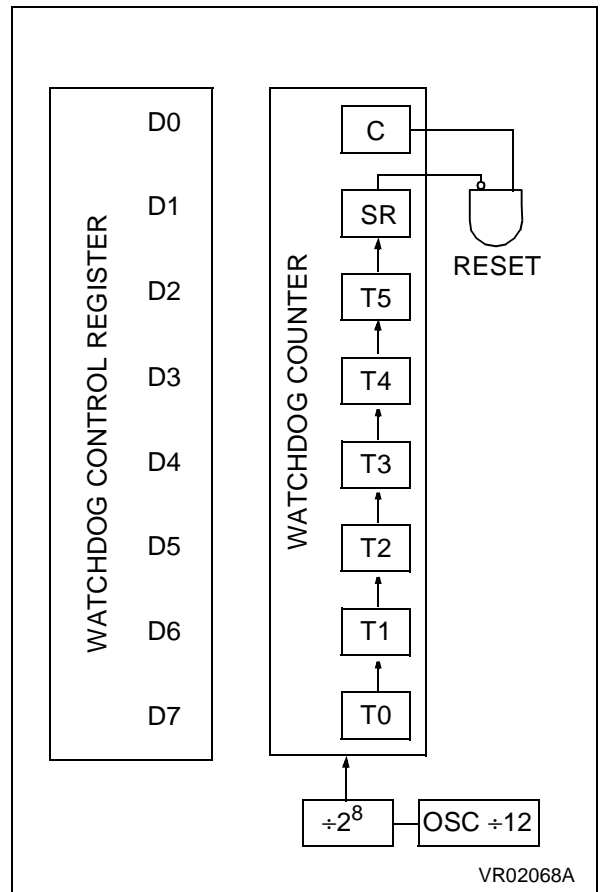 WATCHDOG CONTROL REGISTER
D0
D1
D2
D3
D4
D5
D6
D7
WATCHDOG COUNTER
C
SR
T5
T4
T3
T2
T1
T0
RESET
÷2⁸
OSC ÷12
VR02068A